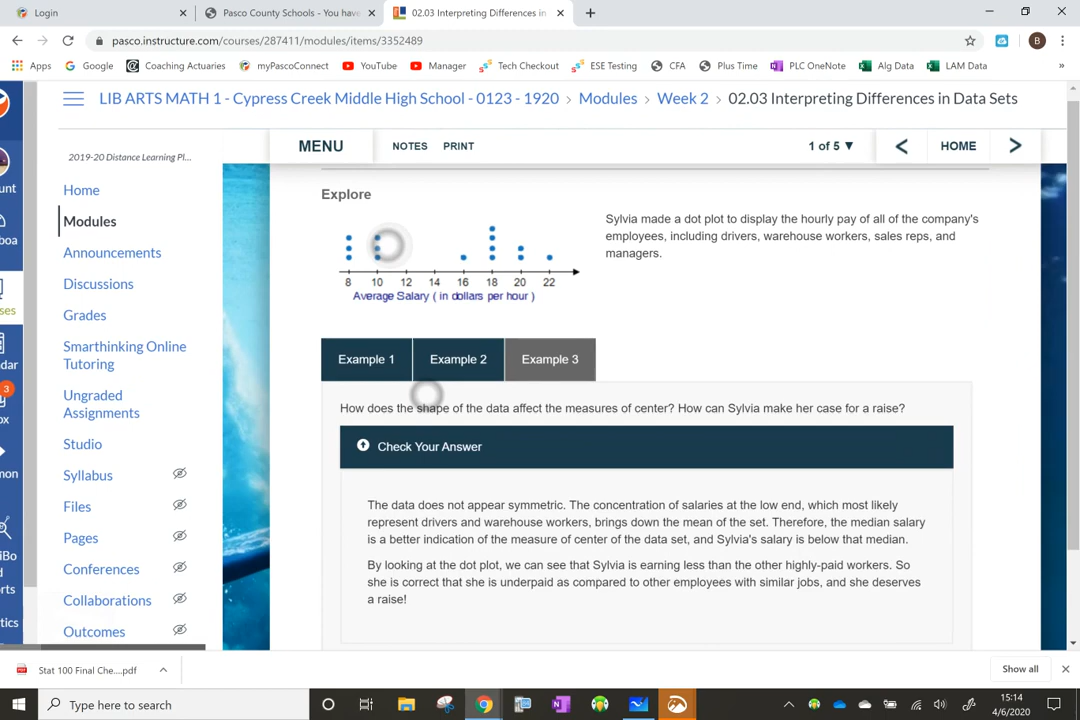 Login
Pasco County Schools - You have
02.03 Interpreting Differences in
pasco.instructure.com/courses/287411/modules/items/3352489
B
Apps Google Coaching Actuaries myPascoConnect YouTube Manager Tech Checkout ESE Testing CFA Plus Time PLC OneNote Alg Data LAM Data
LIB ARTS MATH 1 - Cypress Creek Middle High School - 0123 - 1920 > Modules > Week 2 > 02.03 Interpreting Differences in Data Sets
2019-20 Distance Learning Pl...
Home
Modules
Announcements
Discussions
Grades
Smarthinking Online
Tutoring
Ungraded
Assignments
Studio
Syllabus
Files
Pages
Conferences
Collaborations
Outcomes
3
MENU NOTES PRINT 1 of 5 ▼ < HOME >
Explore
8 10 12 14 16 18 20 22
Average Salary ( in dollars per hour )
Sylvia made a dot plot to display the hourly pay of all of the company's
employees, including drivers, warehouse workers, sales reps, and
managers.
Example 1 Example 2 Example 3
How does the shape of the data affect the measures of center? How can Sylvia make her case for a raise?
Check Your Answer
The data does not appear symmetric. The concentration of salaries at the low end, which most likely
represent drivers and warehouse workers, brings down the mean of the set. Therefore, the median salary
is a better indication of the measure of center of the data set, and Sylvia's salary is below that median.
By looking at the dot plot, we can see that Sylvia is earning less than the other highly-paid workers. So
she is correct that she is underpaid as compared to other employees with similar jobs, and she deserves
a raise!
Stat 100 Final Che....pdf
Show all
Type here to search
15:14
4/6/2020